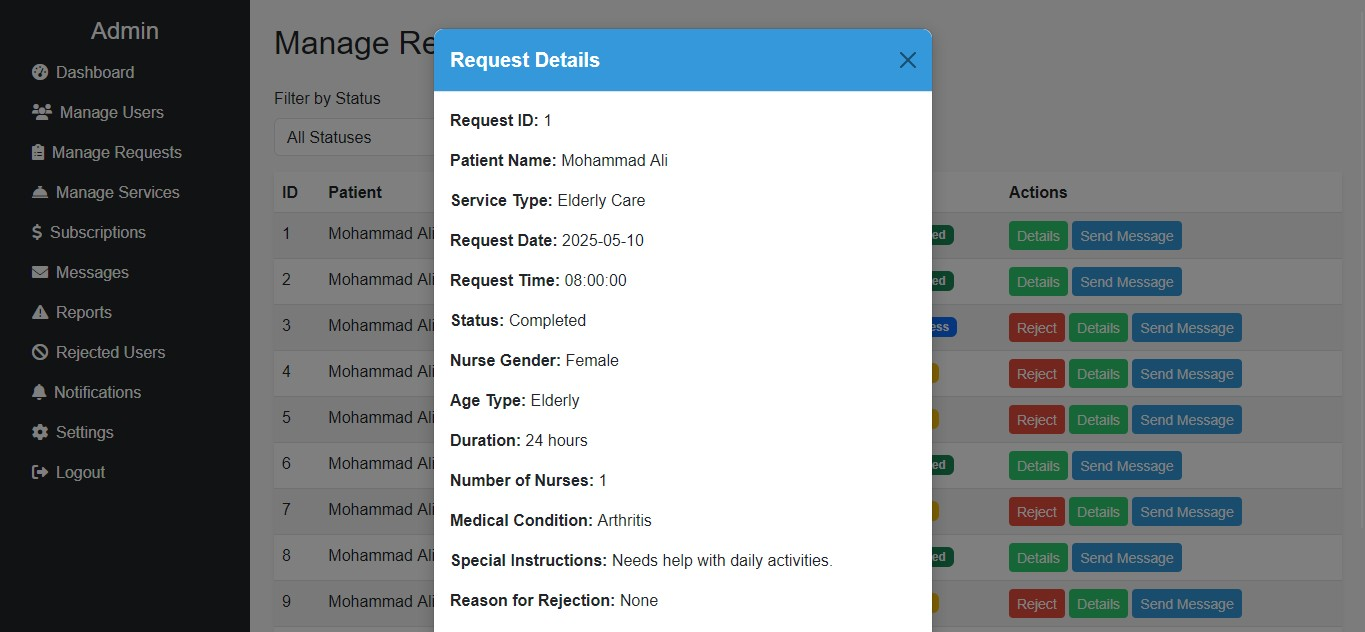 Admin
Dashboard
Manage Users
Manage Requests
Manage Services
Subscriptions
Messages
Reports
Rejected Users
Notifications
Settings
Logout
Manage
Filter by Status
All Statuses
ID Patient Actions
1 Mohammad Ali Details Send Message
2 Mohammad Ali Details Send Message
3 Mohammad Ali Reject Details Send Message
4 Mohammad Ali Reject Details Send Message
5 Mohammad Ali Reject Details Send Message
6 Mohammad Ali Details Send Message
7 Mohammad Ali Reject Details Send Message
8 Mohammad Ali Details Send Message
9 Mohammad Ali Reject Details Send Message
Request Details
Request ID: 1
Patient Name: Mohammad Ali
Service Type: Elderly Care
Request Date: 2025-05-10
Request Time: 08:00:00
Status: Completed
Nurse Gender: Female
Age Type: Elderly
Duration: 24 hours
Number of Nurses: 1
Medical Condition: Arthritis
Special Instructions: Needs help with daily activities.
Reason for Rejection: None